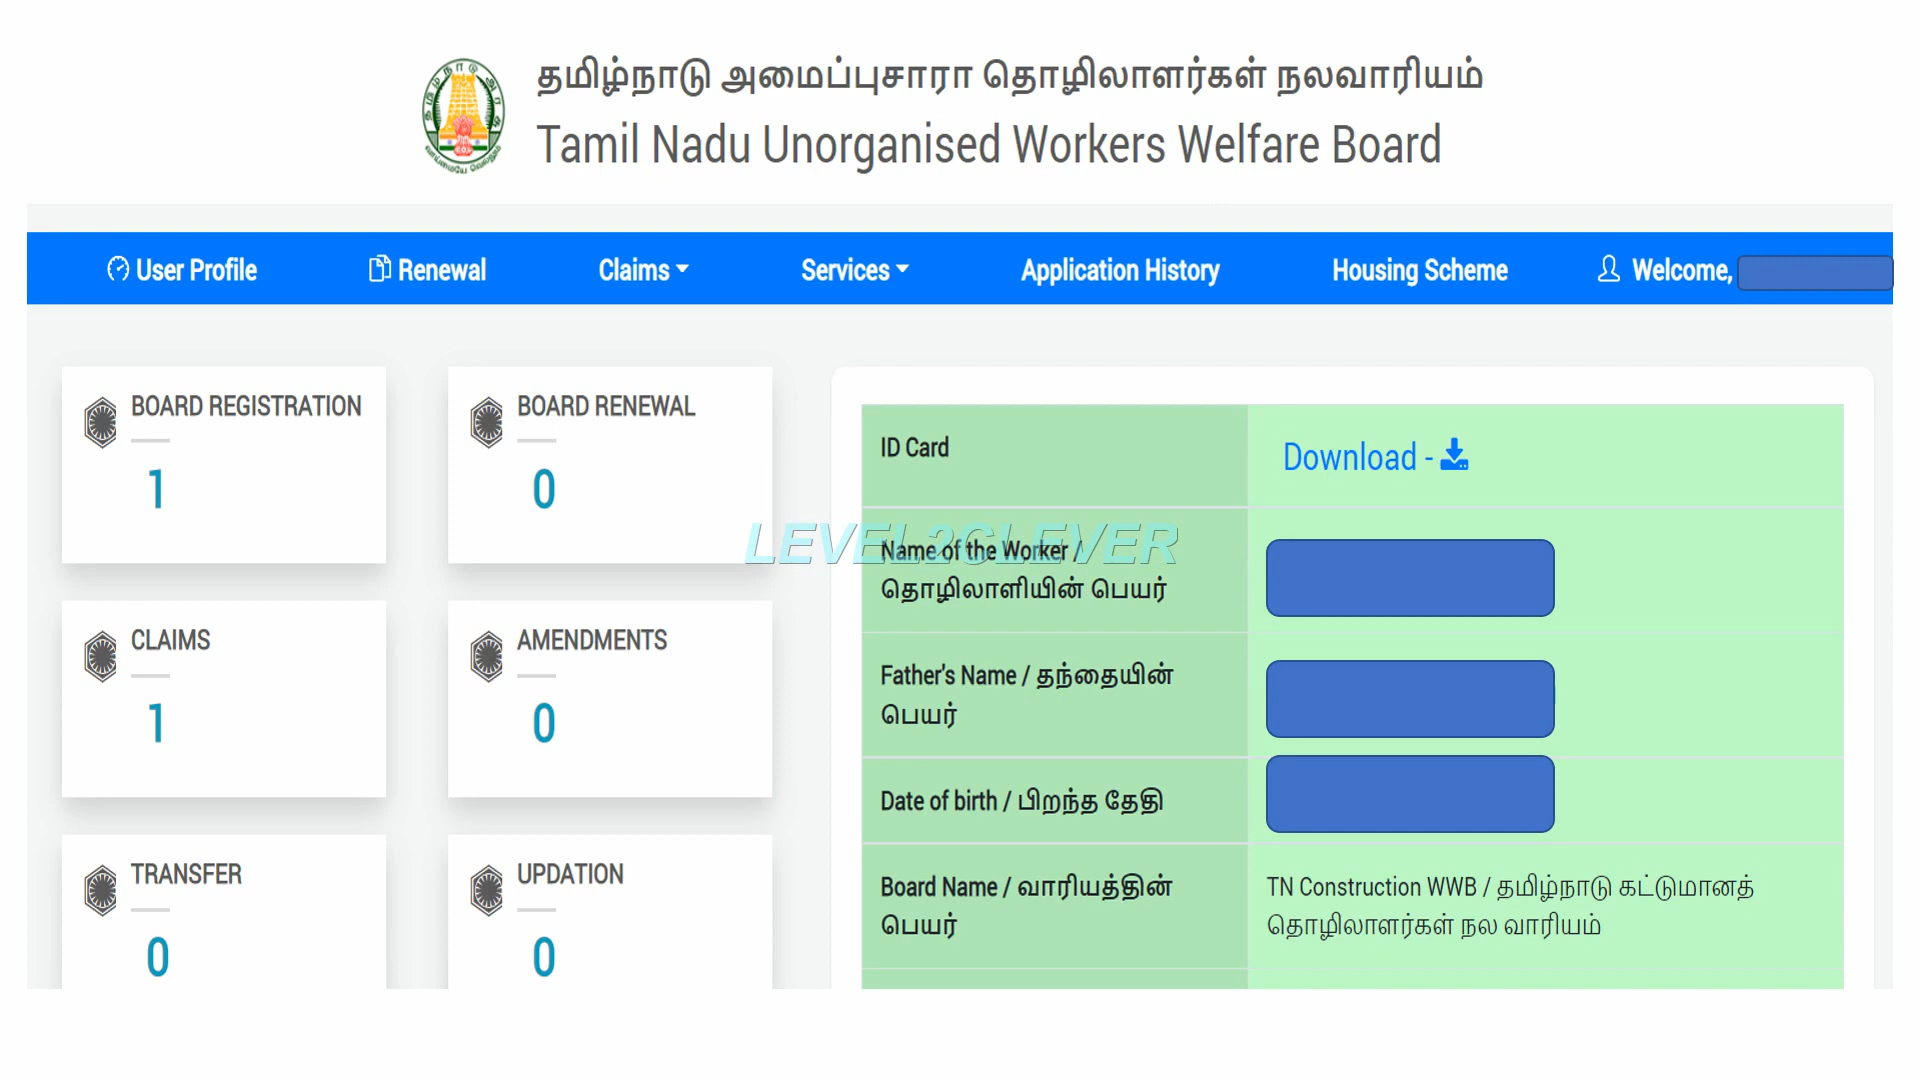 தமிழ்நாடு அமைப்புசாரா தொழிலாளர்கள் நலவாரியம்
Tamil Nadu Unorganised Workers Welfare Board
User Profile
Renewal
Claims
Services
Application History
Housing Scheme
Welcome,
BOARD REGISTRATION
1
BOARD RENEWAL
0
CLAIMS
1
AMENDMENTS
0
TRANSFER
0
UPDATION
0
ID Card
Download -
LEVEL2CLEVER
Name of the Worker /
தொழிலாளியின் பெயர்
Father's Name / தந்தையின்
பெயர்
Date of birth / பிறந்த தேதி
Board Name / வாரியத்தின்
பெயர்
TN Construction WWB / தமிழ்நாடு கட்டுமானத்
தொழிலாளர்கள் நல வாரியம்